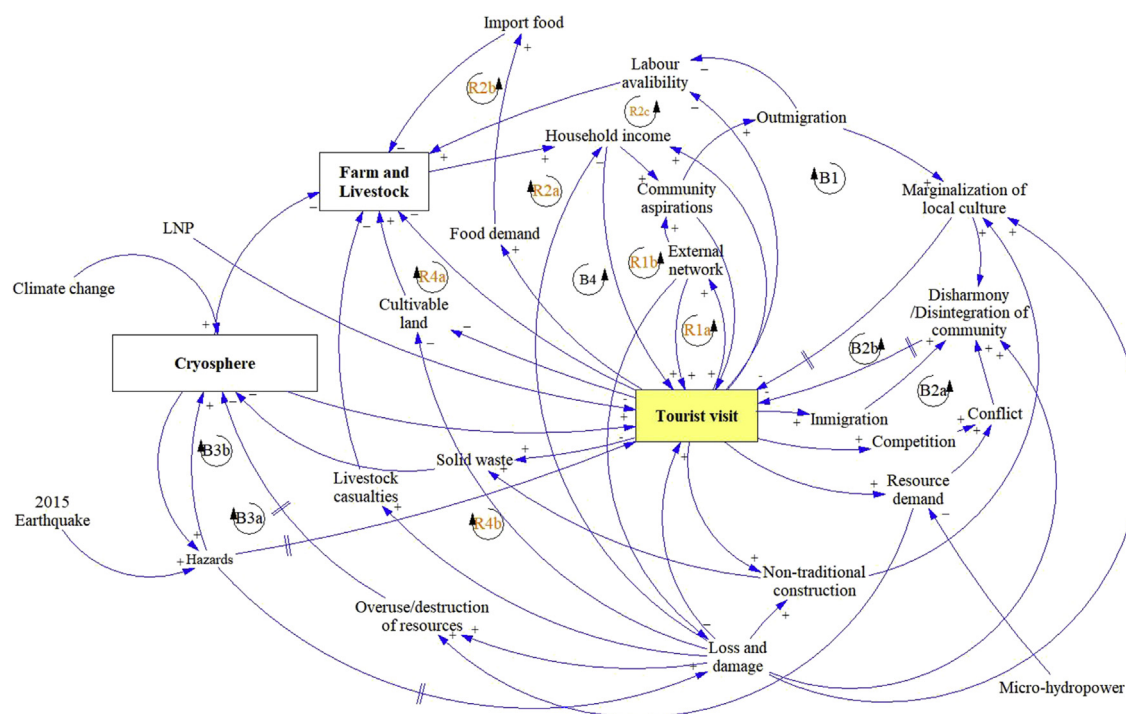 Import food
R2b
Labour
avalibility
R2c
Household income
Outmigration
Farm and
Livestock
R2a
Community
aspirations
B1
Marginalization of
local culture
LNP
Food demand
External
network
R1b
R4a
B4
Climate change
Cultivable
land
Disharmony
/Disintegration of
community
R1a
B2b
Cryosphere
B2a
Tourist visit
Inmigration
Conflict
Competition
B3b
Solid waste
Livestock
casualties
Resource
demand
2015
Earthquake
B3a
R4b
Hazards
Non-traditional
construction
Overuse/destruction
of resources
Loss and
damage
Micro-hydropower